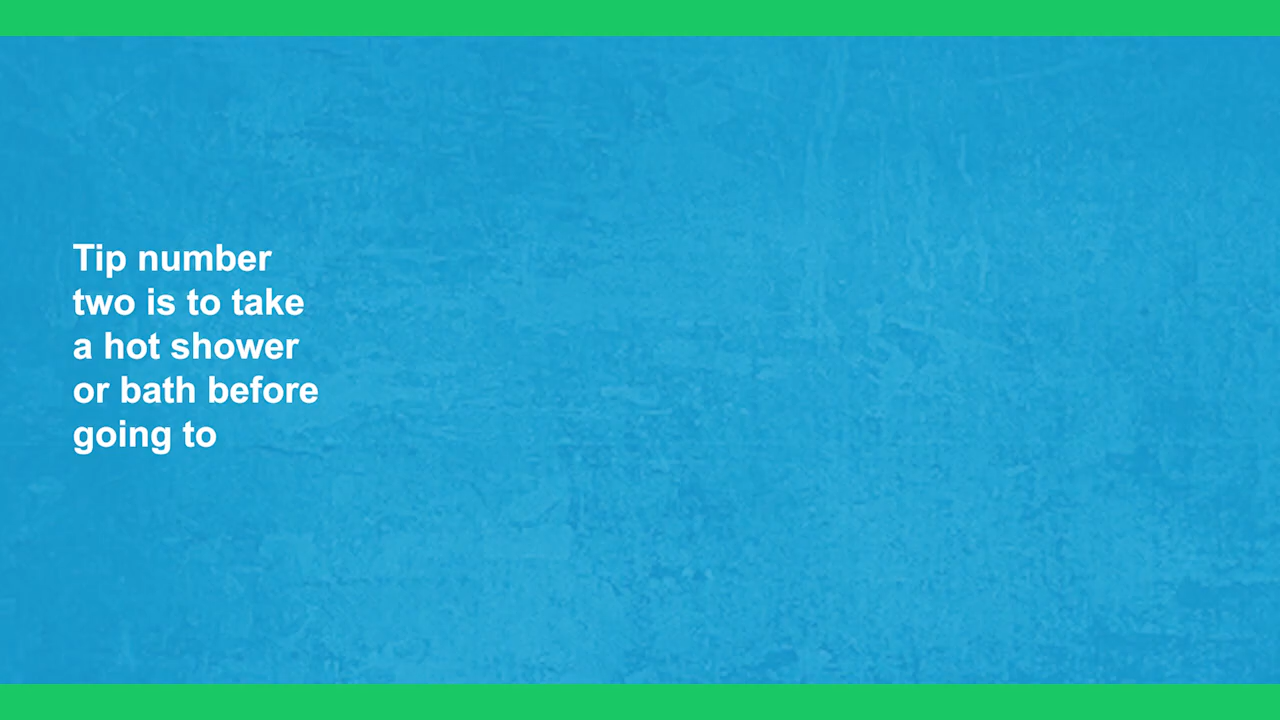 Tip number
two is to take
a hot shower
or bath before
going to